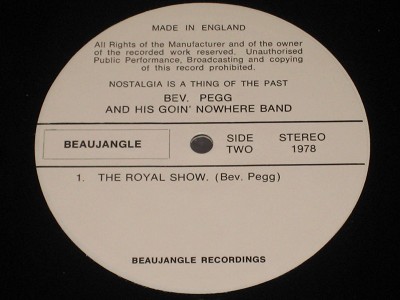 MADE IN ENGLAND
All Rights of the Manufacturer and of the owner
of the recorded work reserved. Unauthorised
Public Performance, Broadcasting and copying
of this record prohibited.
NOSTALGIA IS A THING OF THE PAST
BEV. PEGG
AND HIS GOIN' NOWHERE BAND
BEAUJANGLE
SIDE TWO
STEREO 1978
1. THE ROYAL SHOW. (Bev. Pegg)
BEAUJANGLE RECORDINGS